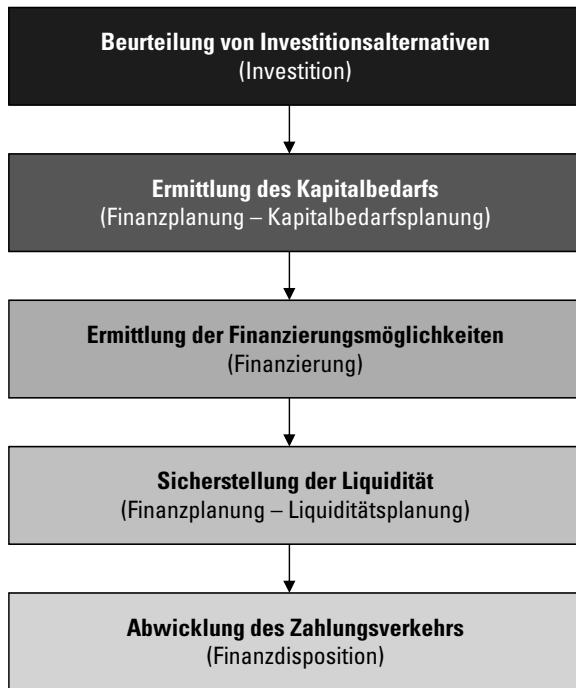 Beurteilung von Investitionsalternativen
(Investition)
Ermittlung des Kapitalbedarfs
(Finanzplanung – Kapitalbedarfsplanung)
Ermittlung der Finanzierungsmöglichkeiten
(Finanzierung)
Sicherstellung der Liquidität
(Finanzplanung – Liquiditätsplanung)
Abwicklung des Zahlungsverkehrs
(Finanzdisposition)